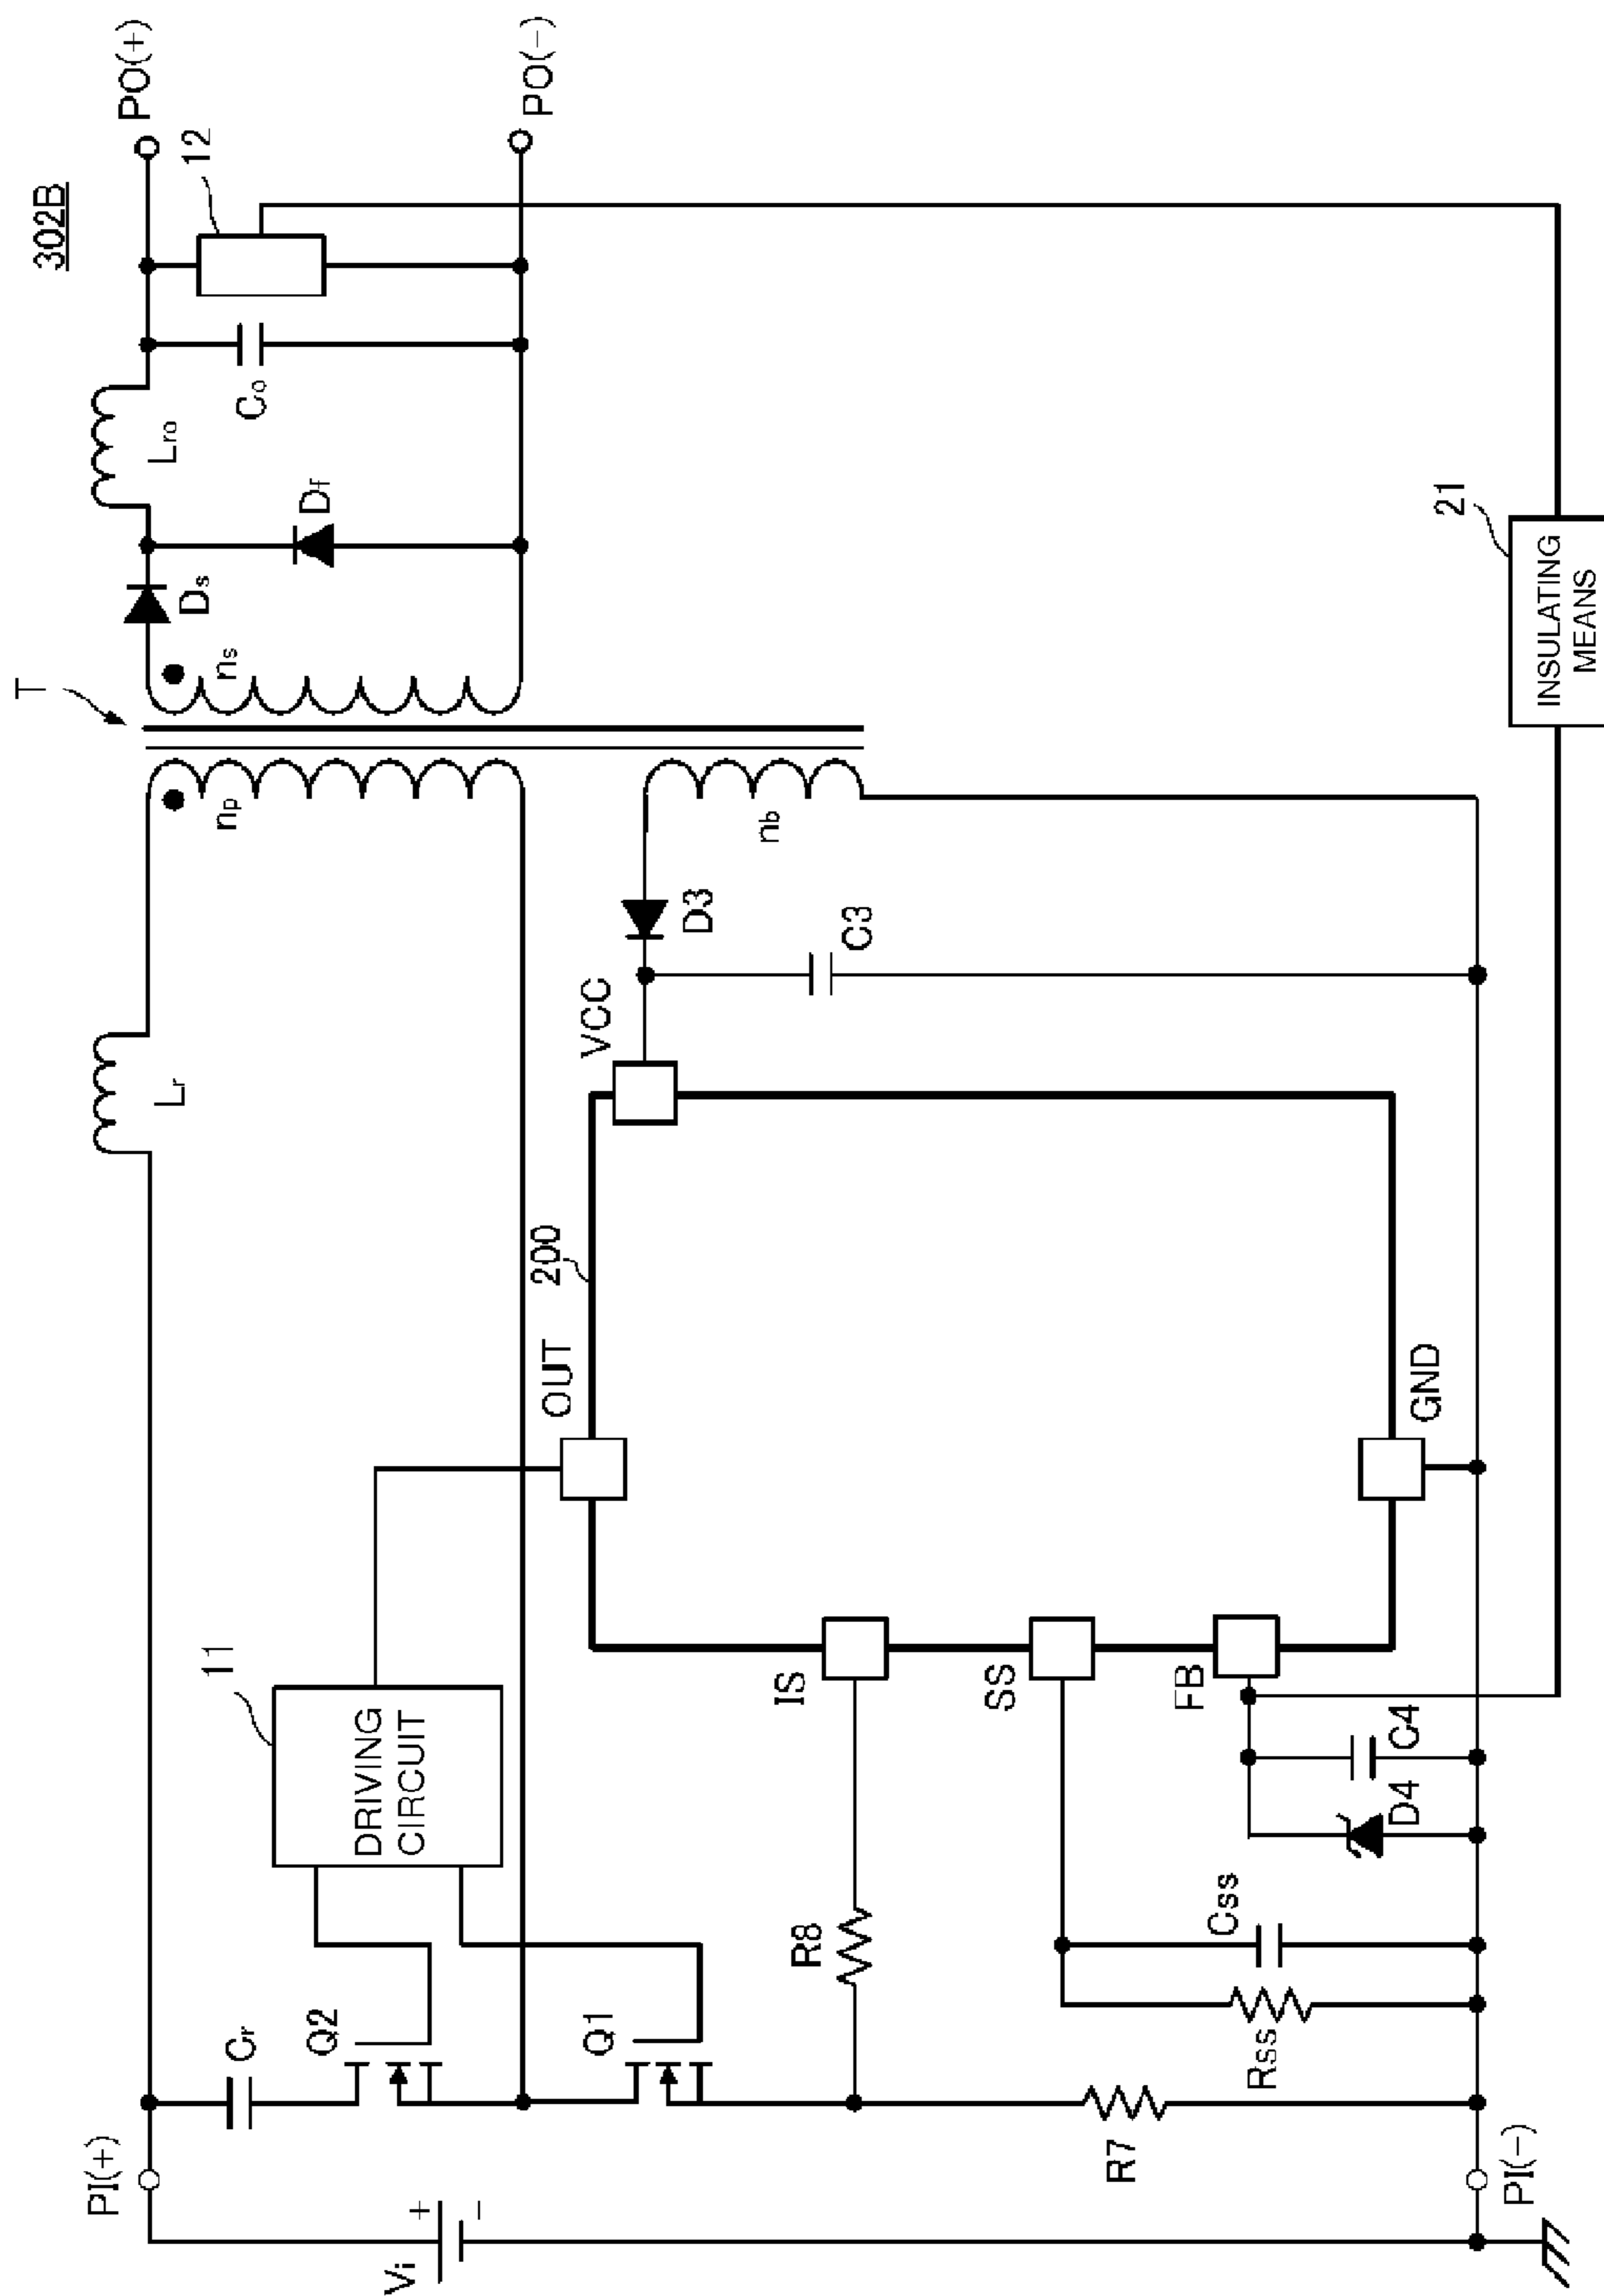 302B
T
PI(+)
Vi
+
−
Cr
Q2
Q1
R7
PI(−)
11
DRIVING
CIRCUIT
R8
Rss
Css
D4
C4
IS
SS
FB
OUT
200
GND
VCC
Lr
D3
C3
np
nb
ns
Ds
Df
Lro
Co
12
PO(+)
PO(−)
21
INSULATING
MEANS